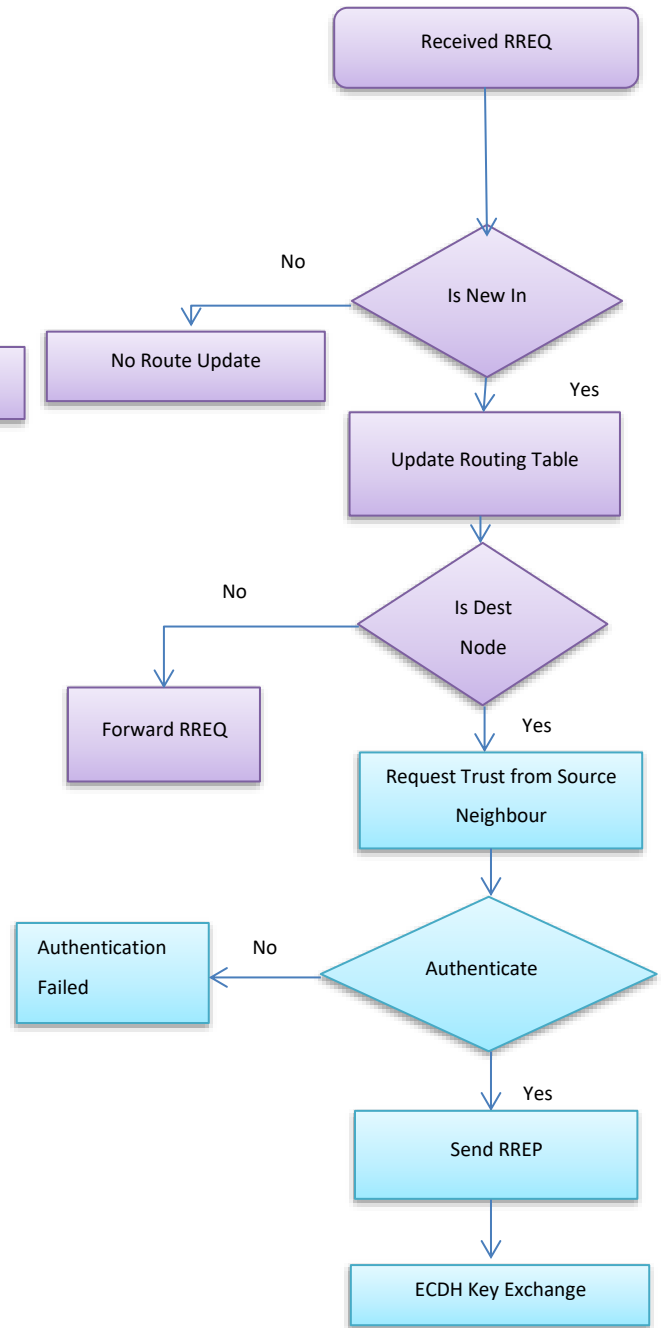 Received RREQ
No
Is New In
No Route Update
Yes
Update Routing Table
No
Is Dest
Node
Forward RREQ
Yes
Request Trust from Source
Neighbour
Authentication
Failed
No
Authenticate
Yes
Send RREP
ECDH Key Exchange